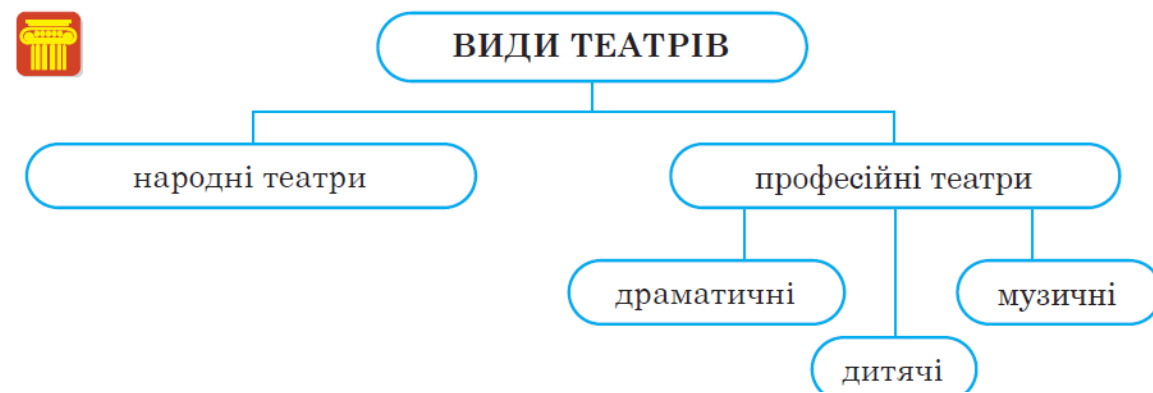 ВИДИ ТЕАТРІВ
народні театри
професійні театри
драматичні
музичні
дитячі